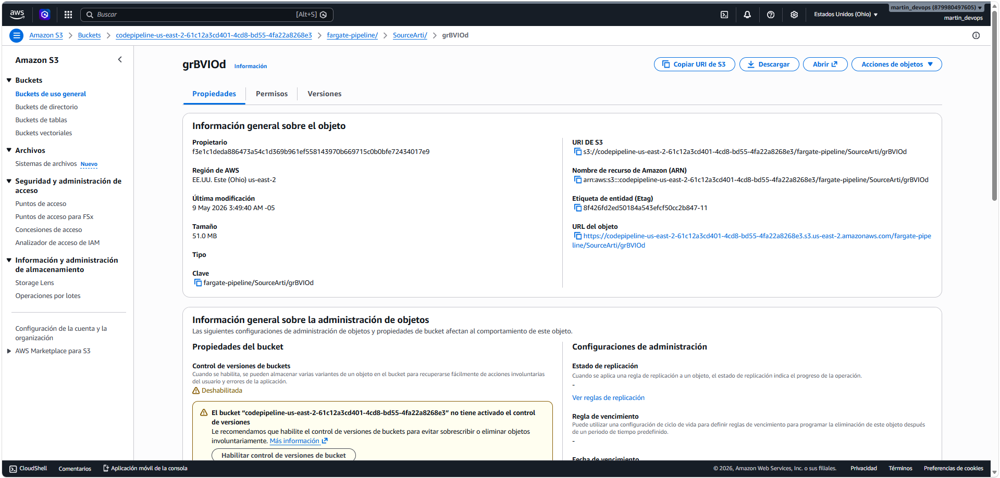 aws
Buscar
[Alt+S]
Estados Unidos (Ohio)
martin_devops (879980497605)
martin_devops
Amazon S3
Buckets
codepipeline-us-east-2-61c12a3cd401-4cd8-bd55-4fa22a8268e3
fargate-pipeline/
SourceArti/
grBVIOd
Amazon S3
Buckets
Buckets de uso general
Buckets de directorio
Buckets de tablas
Buckets vectoriales
Archivos
Sistemas de archivos Nuevo
Seguridad y administración de
acceso
Puntos de acceso
Puntos de acceso para FSx
Concesiones de acceso
Analizador de acceso de IAM
Información y administración
de almacenamiento
Storage Lens
Operaciones por lotes
Configuración de la cuenta y la
organización
AWS Marketplace para S3
grBVIOd Información
Copiar URI de S3
Descargar
Abrir
Acciones de objetos
Propiedades
Permisos
Versiones
Información general sobre el objeto
Propietario
f3e1c1deda886473a54c1d369b961ef558143970b669715c0b0bfe72434017e9
Región de AWS
EE.UU. Este (Ohio) us-east-2
Última modificación
9 May 2026 3:49:40 AM -05
Tamaño
51.0 MB
Tipo
Clave
fargate-pipeline/SourceArti/grBVIOd
URI DE S3
s3://codepipeline-us-east-2-61c12a3cd401-4cd8-bd55-4fa22a8268e3/fargate-pipeline/SourceArti/grBVIOd
Nombre de recurso de Amazon (ARN)
arn:aws:s3:::codepipeline-us-east-2-61c12a3cd401-4cd8-bd55-4fa22a8268e3/fargate-pipeline/SourceArti/grBVIOd
Etiqueta de entidad (Etag)
8f426fd2ed50184a543efcf50cc2b847-11
URL del objeto
https://codepipeline-us-east-2-61c12a3cd401-4cd8-bd55-4fa22a8268e3.s3.us-east-2.amazonaws.com/fargate-pipe
line/SourceArti/grBVIOd
Información general sobre la administración de objetos
Las siguientes configuraciones de administración de objetos y propiedades de bucket afectan al comportamiento de este objeto.
Propiedades del bucket
Control de versiones de buckets
Cuando se habilita, se pueden almacenar varias variantes de un objeto en el bucket para recuperarse fácilmente de acciones involuntarias
del usuario y errores de la aplicación.
Deshabilitada
El bucket “codepipeline-us-east-2-61c12a3cd401-4cd8-bd55-4fa22a8268e3” no tiene activado el control
de versiones
Le recomendamos que habilite el control de versiones de buckets para evitar sobrescribir o eliminar objetos
involuntariamente. Más información
Habilitar control de versiones de bucket
Configuraciones de administración
Estado de replicación
Cuando se aplica una regla de replicación a un objeto, el estado de replicación indica el progreso de la operación.
-
Ver reglas de replicación
Regla de vencimiento
Puede utilizar una configuración de ciclo de vida para definir reglas de vencimiento para programar la eliminación de este objeto después
de un periodo de tiempo predefinido.
-
Fecha de vencimiento
CloudShell
Comentarios
Aplicación móvil de la consola
© 2026, Amazon Web Services, Inc. o sus filiales.
Privacidad
Términos
Preferencias de cookies